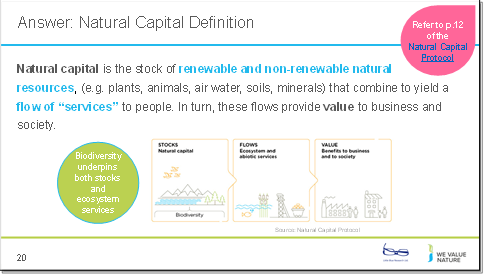 Answer: Natural Capital Definition
Refer to p.12
of the
Natural Capital
Protocol
Natural capital is the stock of renewable and non-renewable natural
resources, (e.g. plants, animals, air water, soils, minerals) that combine to yield a
flow of “services” to people. In turn, these flows provide value to business and
society.
Biodiversity
underpins
both stocks
and
ecosystem
services
STOCKS
Natural capital
Biodiversity
FLOWS
Ecosystem and
abiotic services
VALUE
Benefits to business
and to society
Source: Natural Capital Protocol
20
WE VALUE
NATURE